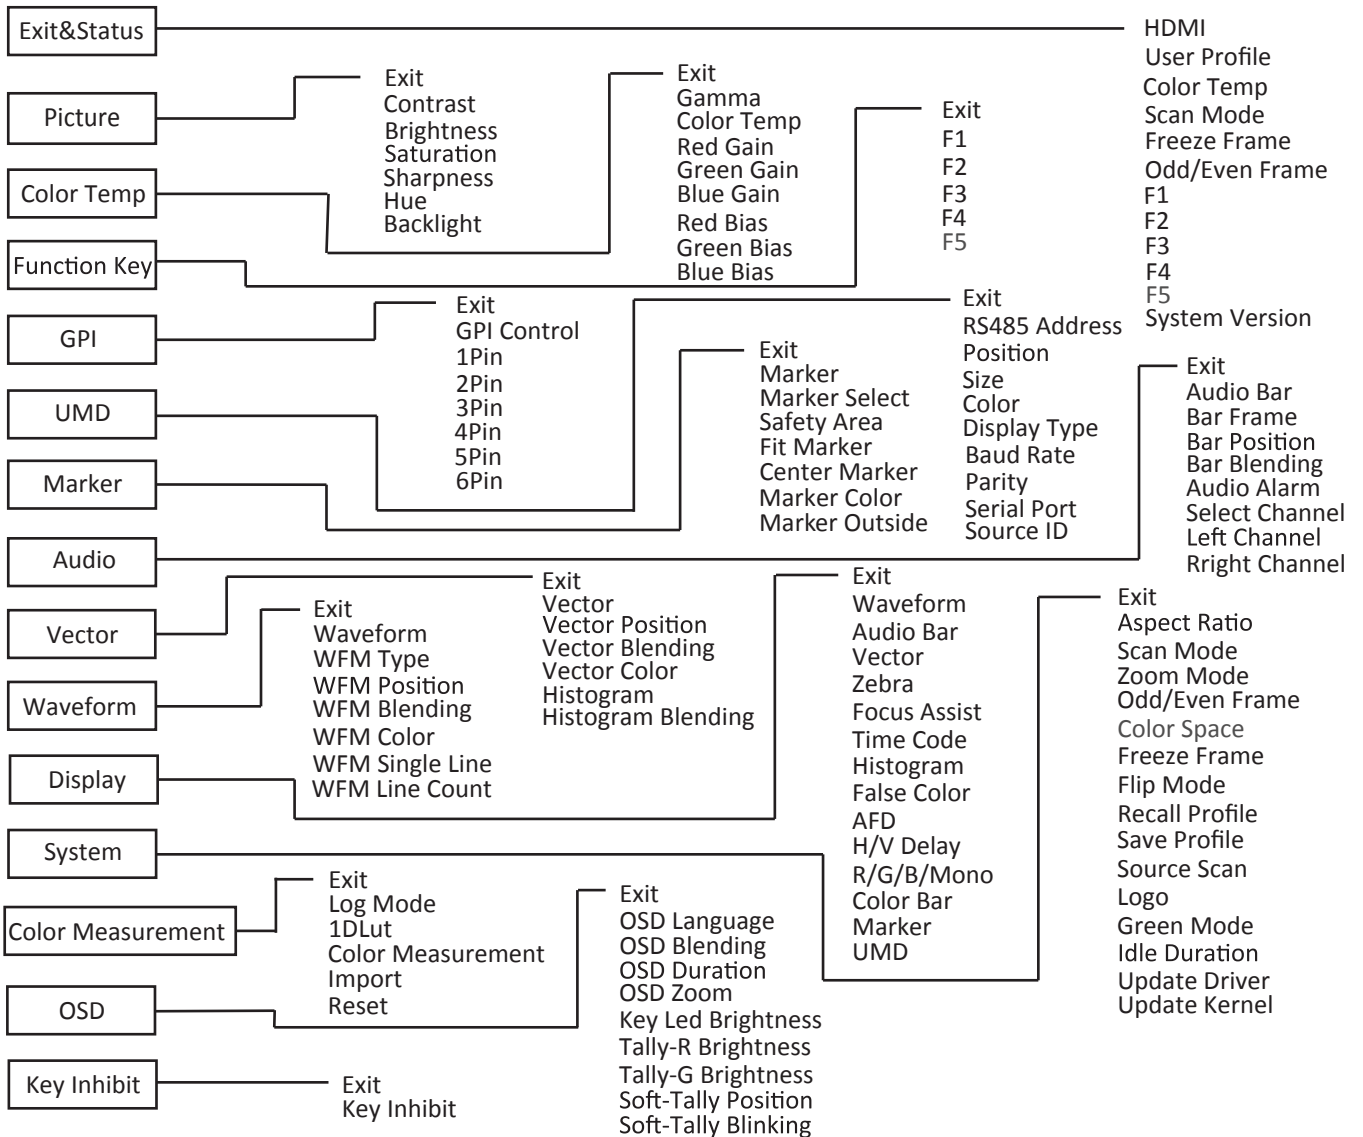 Exit&Status
HDMI
User Profile
Color Temp
Scan Mode
Freeze Frame
Odd/Even Frame
F1
F2
F3
F4
F5
System Version
Picture
Exit
Contrast
Brightness
Saturation
Sharpness
Hue
Backlight
Color Temp
Exit
Gamma
Color Temp
Red Gain
Green Gain
Blue Gain
Red Bias
Green Bias
Blue Bias
Function Key
Exit
F1
F2
F3
F4
F5
GPI
Exit
GPI Control
1Pin
2Pin
3Pin
4Pin
5Pin
6Pin
UMD
Exit
RS485 Address
Position
Size
Color
Display Type
Baud Rate
Parity
Serial Port
Source ID
Marker
Exit
Marker
Marker Select
Safety Area
Fit Marker
Center Marker
Marker Color
Marker Outside
Audio
Exit
Audio Bar
Bar Frame
Bar Position
Bar Blending
Audio Alarm
Select Channel
Left Channel
Rright Channel
Vector
Exit
Vector
Vector Position
Vector Blending
Vector Color
Histogram
Histogram Blending
Waveform
Exit
Waveform
WFM Type
WFM Position
WFM Blending
WFM Color
WFM Single Line
WFM Line Count
Display
Exit
Waveform
Audio Bar
Vector
Zebra
Focus Assist
Time Code
Histogram
False Color
AFD
H/V Delay
R/G/B/Mono
Color Bar
Marker
UMD
System
Exit
Aspect Ratio
Scan Mode
Zoom Mode
Odd/Even Frame
Color Space
Freeze Frame
Flip Mode
Recall Profile
Save Profile
Source Scan
Logo
Green Mode
Idle Duration
Update Driver
Update Kernel
Color Measurement
Exit
Log Mode
1DLut
Color Measurement
Import
Reset
OSD
Exit
OSD Language
OSD Blending
OSD Duration
OSD Zoom
Key Led Brightness
Tally-R Brightness
Tally-G Brightness
Soft-Tally Position
Soft-Tally Blinking
Key Inhibit
Exit
Key Inhibit